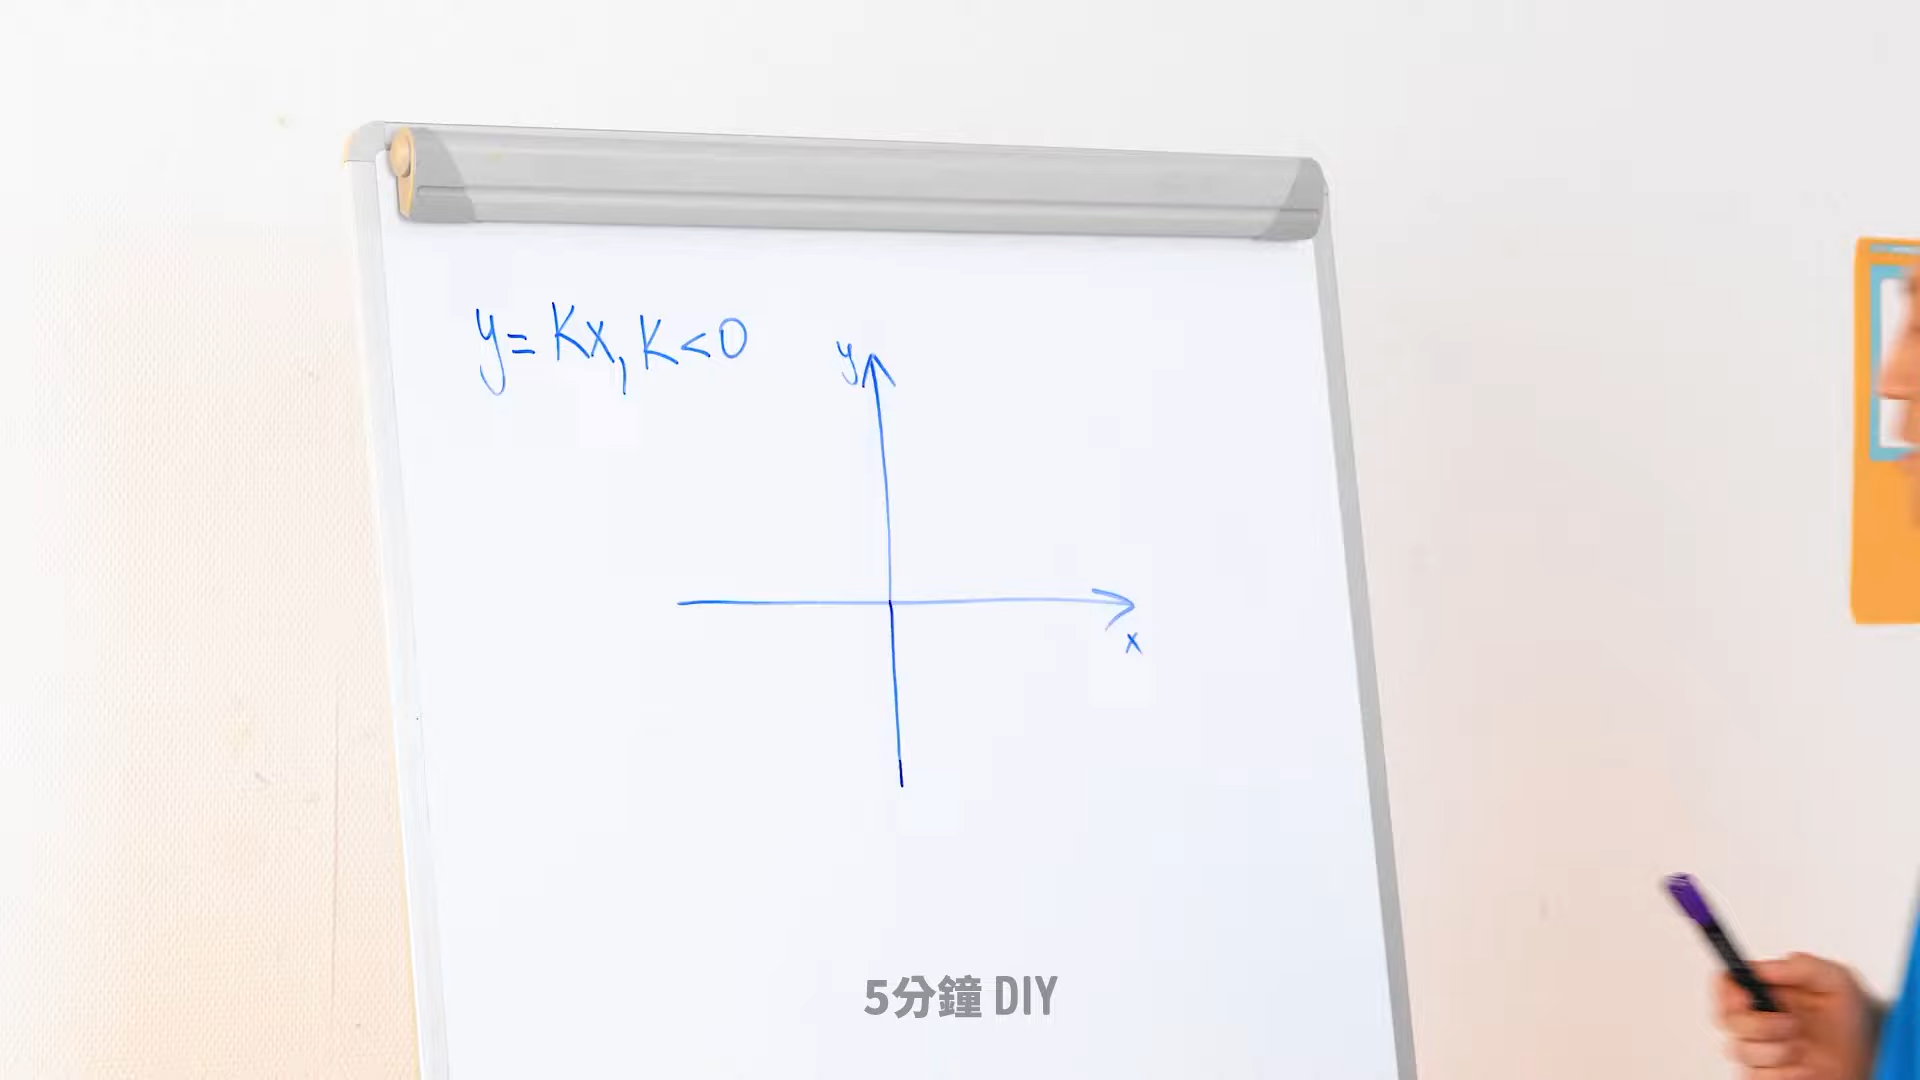 y=Kx, K<0
y
x
5分鐘 DIY